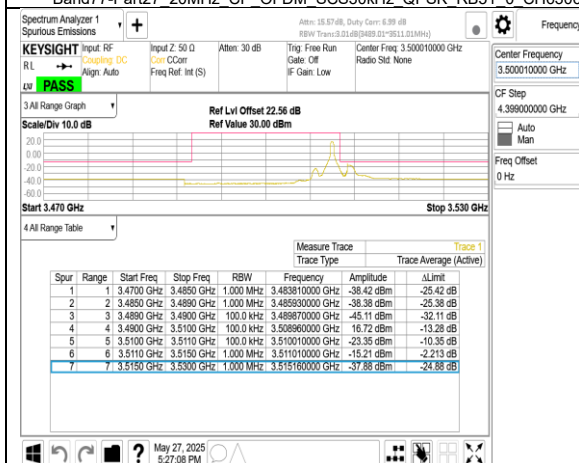 Spectrum Analyzer 1
Spurious Emissions
Attn: 15.57dB, Duty Corr: 6.99 dB
RBW Trans:3.01dB(3489.01~3511.01MHz)
Frequency
KEYSIGHT
Input: RF
Coupling: DC
Align: Auto
Input Z: 50 Ω
Corr CCorr
Freq Ref: Int (S)
Atten: 30 dB
Trig: Free Run
Gate: Off
IF Gain: Low
Center Freq: 3.500010000 GHz
Radio Std: None
RL
LW PASS
Center Frequency
3.500010000 GHz
CF Step
4.399000000 GHz
Auto
Man
Freq Offset
0 Hz
3 All Range Graph
Scale/Div 10.0 dB
Ref Lvl Offset 22.56 dB
Ref Value 30.00 dBm
20.0
0.00
-20.0
-40.0
-60.0
Start 3.470 GHz
Stop 3.530 GHz
4 All Range Table
Measure Trace Trace 1
Trace Type Trace Average (Active)
Spur Range Start Freq Stop Freq RBW Frequency Amplitude ΔLimit
1 1 3.4700 GHz 3.4850 GHz 1.000 MHz 3.483810000 GHz -38.42 dBm -25.42 dB
2 2 3.4850 GHz 3.4890 GHz 1.000 MHz 3.485930000 GHz -38.38 dBm -25.38 dB
3 3 3.4890 GHz 3.4900 GHz 100.0 kHz 3.489870000 GHz -45.11 dBm -32.11 dB
4 4 3.4900 GHz 3.5100 GHz 100.0 kHz 3.508960000 GHz 16.72 dBm -13.28 dB
5 5 3.5100 GHz 3.5110 GHz 100.0 kHz 3.510010000 GHz -23.35 dBm -10.35 dB
6 6 3.5110 GHz 3.5150 GHz 1.000 MHz 3.511010000 GHz -15.21 dBm -2.213 dB
7 7 3.5150 GHz 3.5300 GHz 1.000 MHz 3.515160000 GHz -37.88 dBm -24.88 dB
May 27, 2025
5:27:08 PM